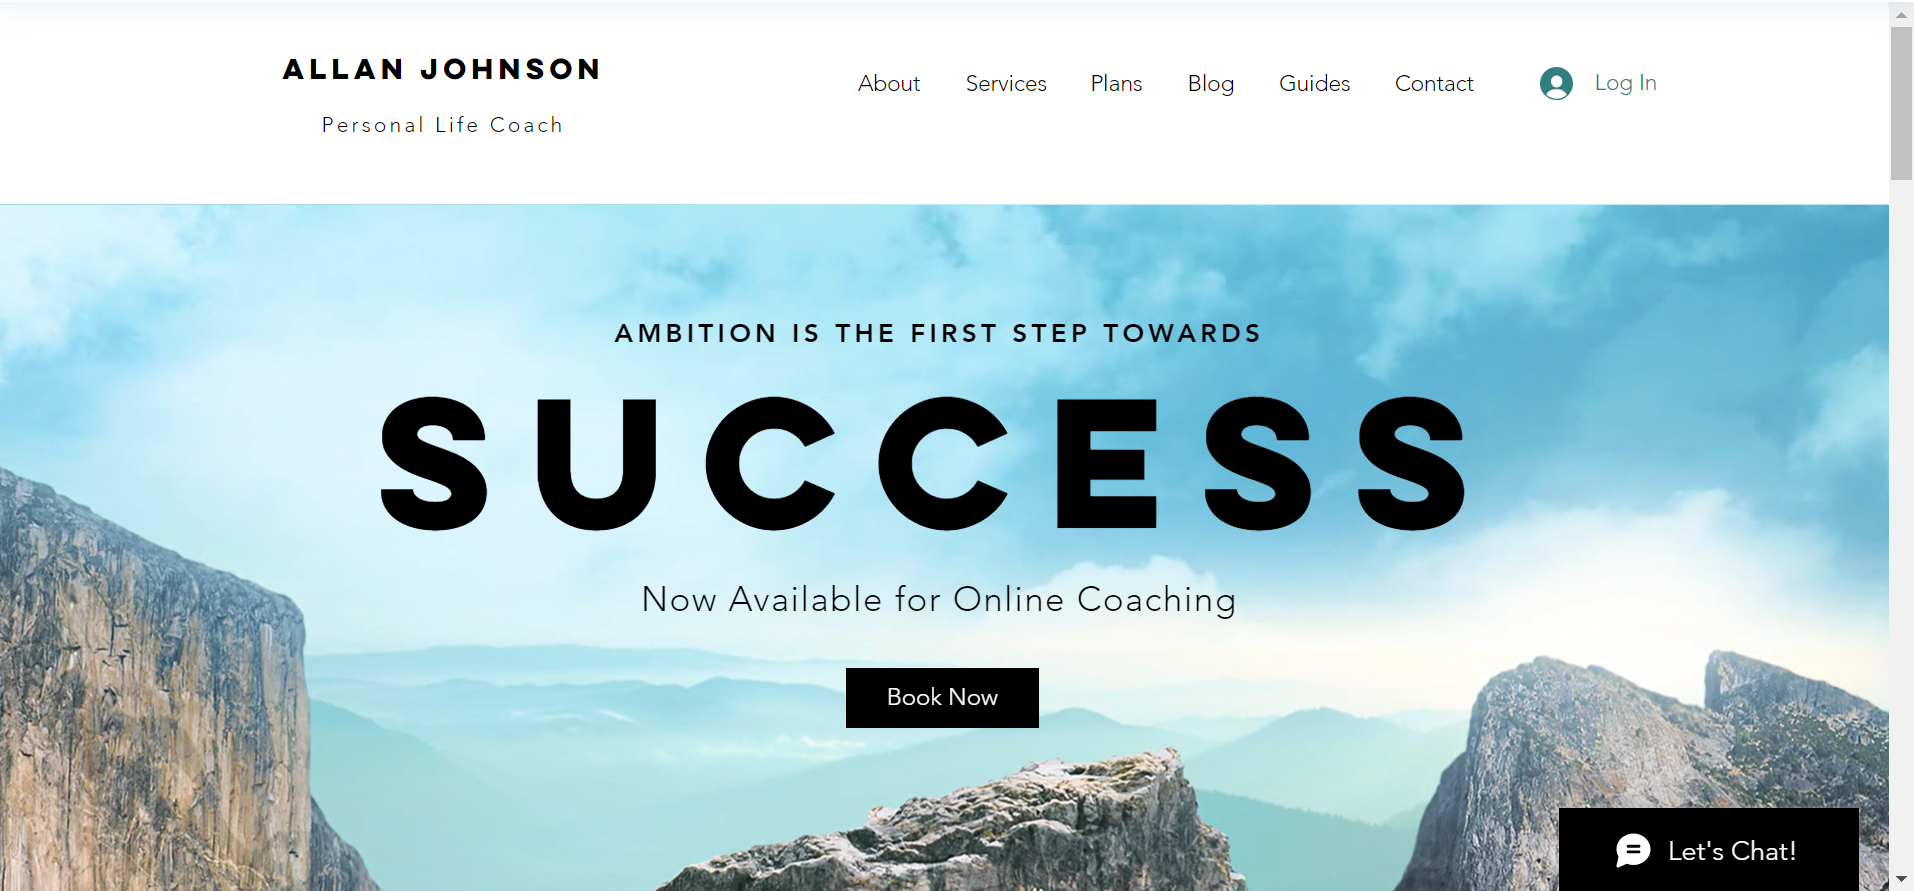 ALLAN JOHNSON
Personal Life Coach
About Services Plans Blog Guides Contact Log In
AMBITION IS THE FIRST STEP TOWARDS
SUCCESS
Now Available for Online Coaching
Book Now
Let's Chat!